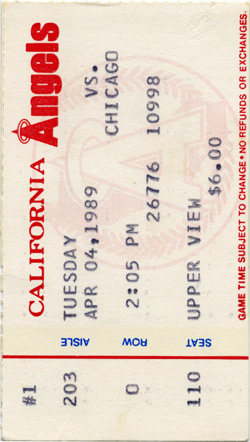 CALIFORNIA Angels
TUESDAY
APR 04,1989 VS.
2:05 PM CHICAGO
26776 10998
UPPER VIEW $6.00
GAME TIME SUBJECT TO CHANGE • NO REFUNDS OR EXCHANGES.
AISLE ROW SEAT
#1
203 0 110